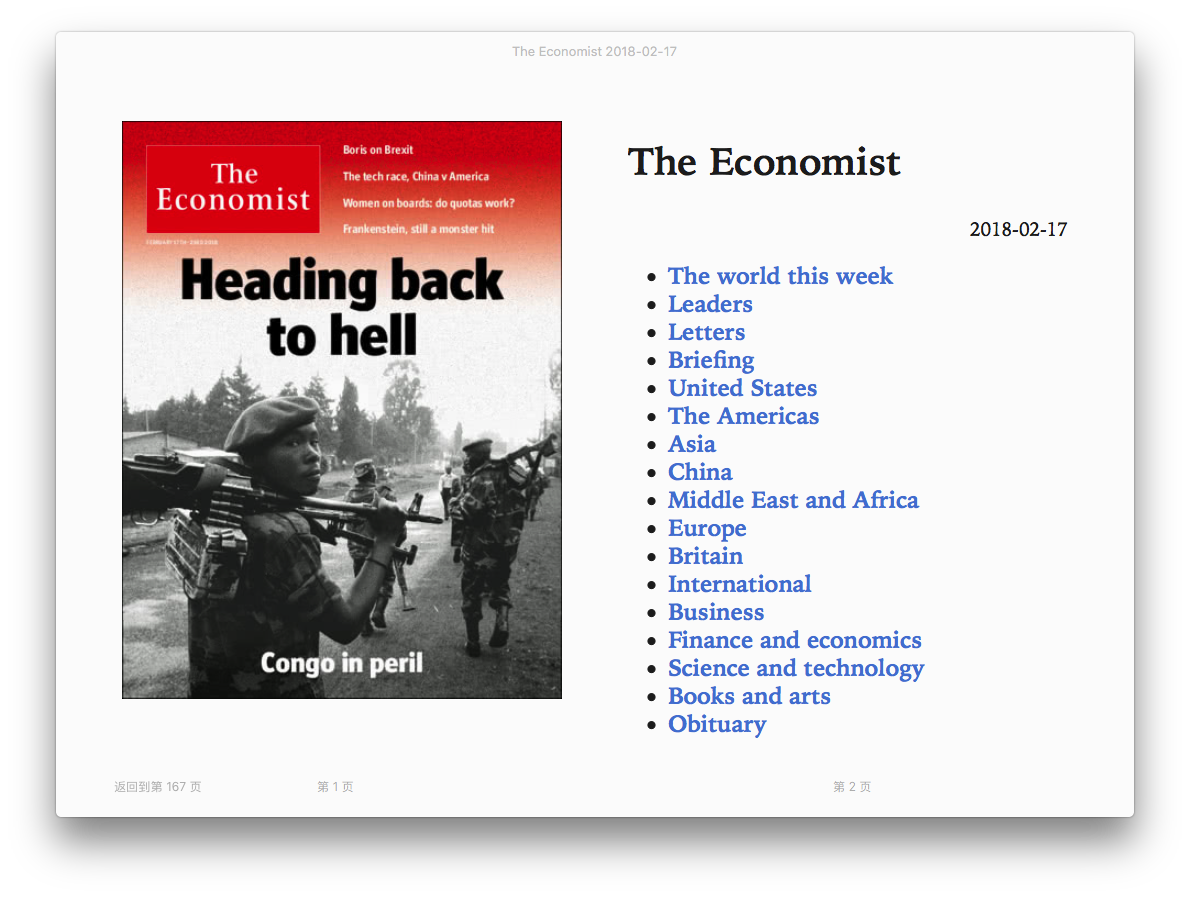 The Economist 2018-02-17
The
Economist
Boris on Brexit
The tech race, China v America
Women on boards: do quotas work?
Frankenstein, still a monster hit
FEBRUARY 17TH–23RD 2018
Heading back
to hell
Congo in peril
The Economist
2018-02-17
• The world this week
• Leaders
• Letters
• Briefing
• United States
• The Americas
• Asia
• China
• Middle East and Africa
• Europe
• Britain
• International
• Business
• Finance and economics
• Science and technology
• Books and arts
• Obituary
返回到第 167 页
第 1 页
第 2 页